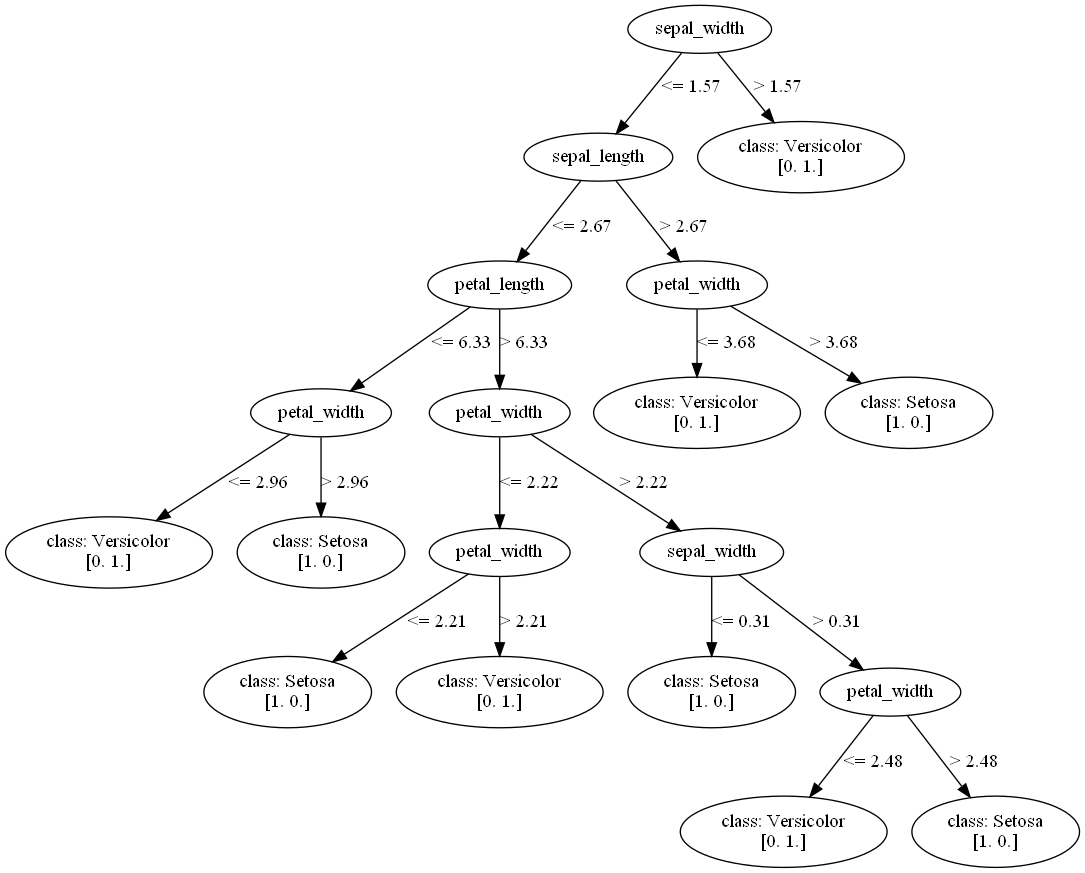 sepal_width
<= 1.57
> 1.57
class: Versicolor
[0. 1.]
sepal_length
<= 2.67
> 2.67
petal_length
petal_width
<= 6.33
> 6.33
<= 3.68
> 3.68
petal_width
petal_width
class: Versicolor
[0. 1.]
class: Setosa
[1. 0.]
<= 2.96
> 2.96
<= 2.22
> 2.22
class: Versicolor
[0. 1.]
class: Setosa
[1. 0.]
petal_width
sepal_width
<= 2.21
> 2.21
<= 0.31
> 0.31
class: Setosa
[1. 0.]
class: Versicolor
[0. 1.]
class: Setosa
[1. 0.]
petal_width
<= 2.48
> 2.48
class: Versicolor
[0. 1.]
class: Setosa
[1. 0.]